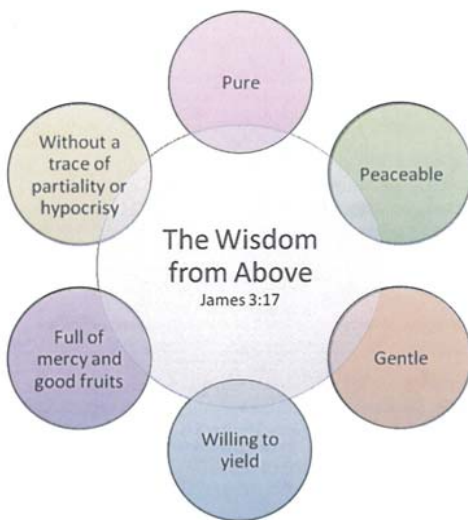 Pure
Peaceable
Gentle
Willing to
yield
Full of
mercy and
good fruits
Without a
trace of
partiality or
hypocrisy
The Wisdom
from Above
James 3:17